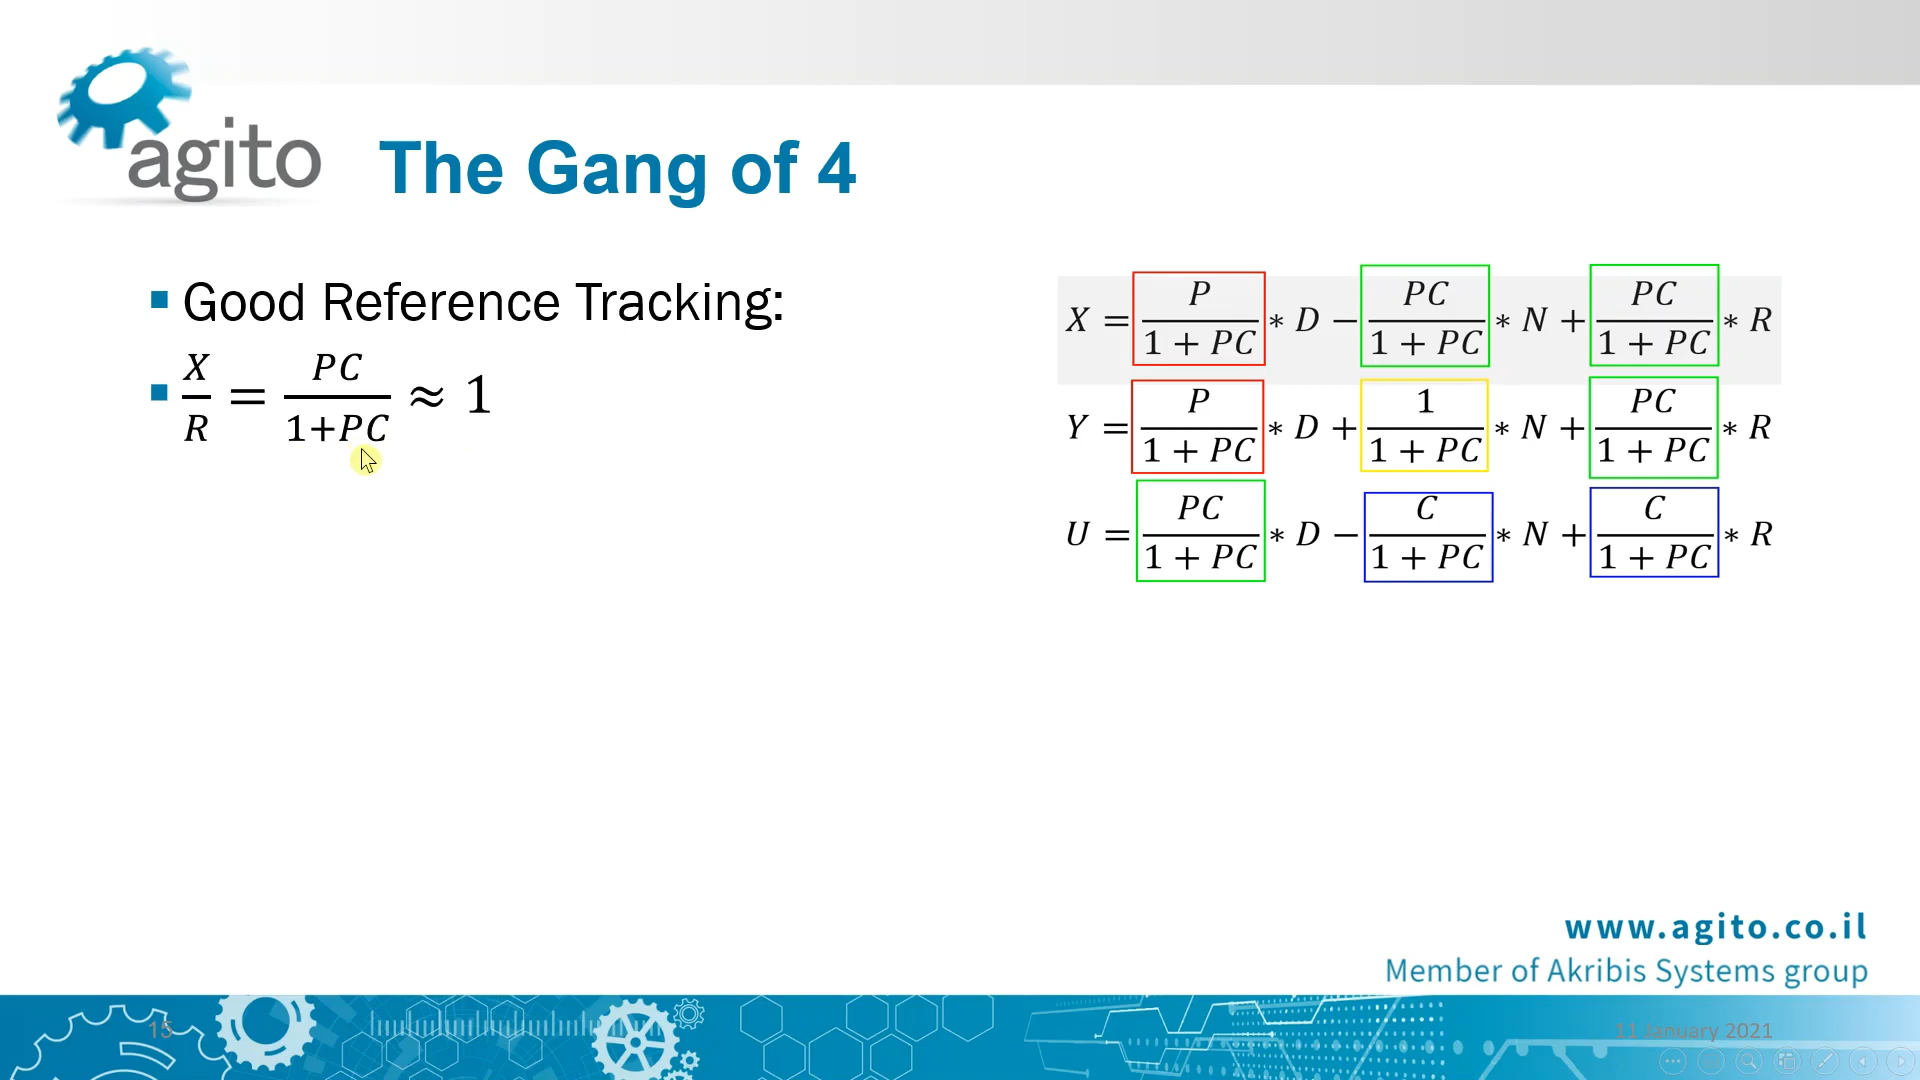 agito
The Gang of 4
Good Reference Tracking:
X/R = PC/(1+PC) ≈ 1
X = P/(1 + PC) * D − PC/(1 + PC) * N + PC/(1 + PC) * R
Y = P/(1 + PC) * D + 1/(1 + PC) * N + PC/(1 + PC) * R
U = PC/(1 + PC) * D − C/(1 + PC) * N + C/(1 + PC) * R
www.agito.co.il
Member of Akribis Systems group
15
11 January 2021